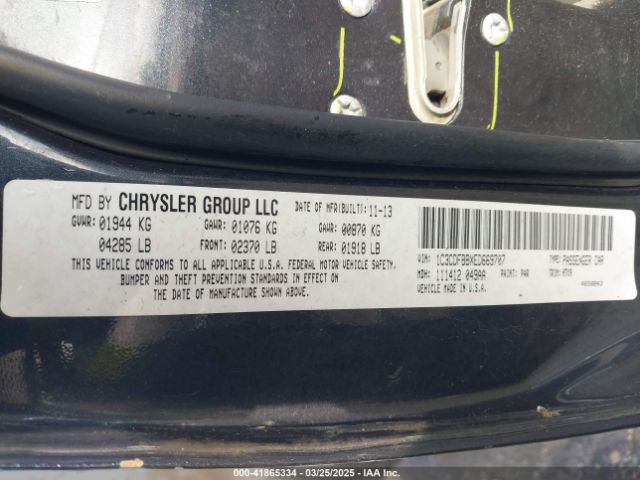 MFD BY CHRYSLER GROUP LLC DATE OF MFR(BUILT): 11-13
GVWR: 01944 KG GAWR: 01076 KG GAWR: 00870 KG
04285 LB FRONT: 02370 LB REAR: 01918 LB
THIS VEHICLE CONFORMS TO ALL APPLICABLE U.S.A. FEDERAL MOTOR VEHICLE SAFETY,
BUMPER AND THEFT PREVENTION STANDARDS IN EFFECT ON
THE DATE OF MANUFACTURE SHOWN ABOVE.
VIN: 1C3CDFBBXED669707 TYPE: PASSENGER CAR
MDH: 111412 049AA PAINT: PAR TRIM:
VEHICLE MADE IN U.S.A.
000-41865334 | 03/25/2025 - IAA Inc.